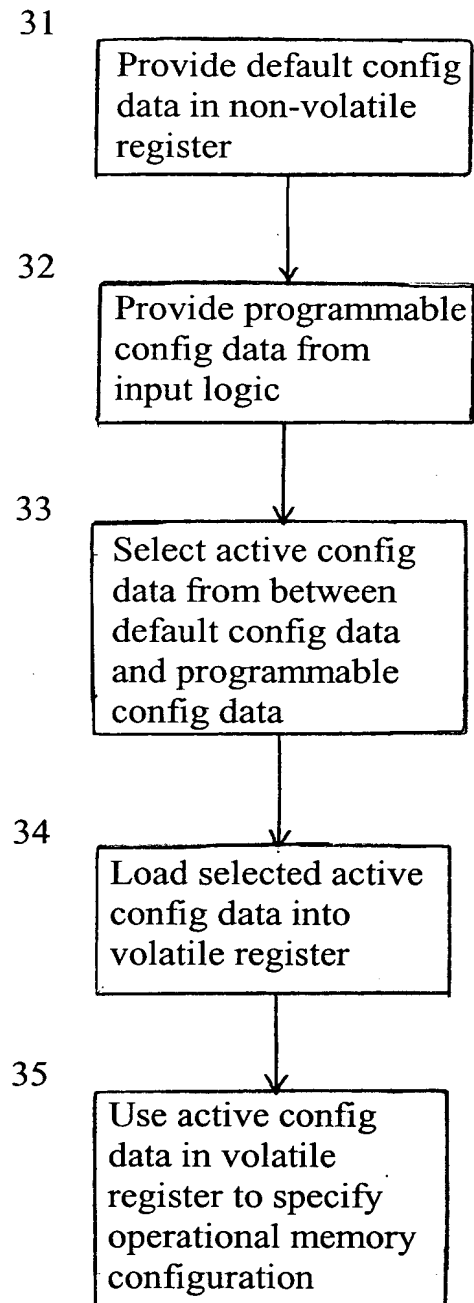 31
Provide default config
data in non-volatile
register
32
Provide programmable
config data from
input logic
33
Select active config
data from between
default config data
and programmable
config data
34
Load selected active
config data into
volatile register
35
Use active config
data in volatile
register to specify
operational memory
configuration